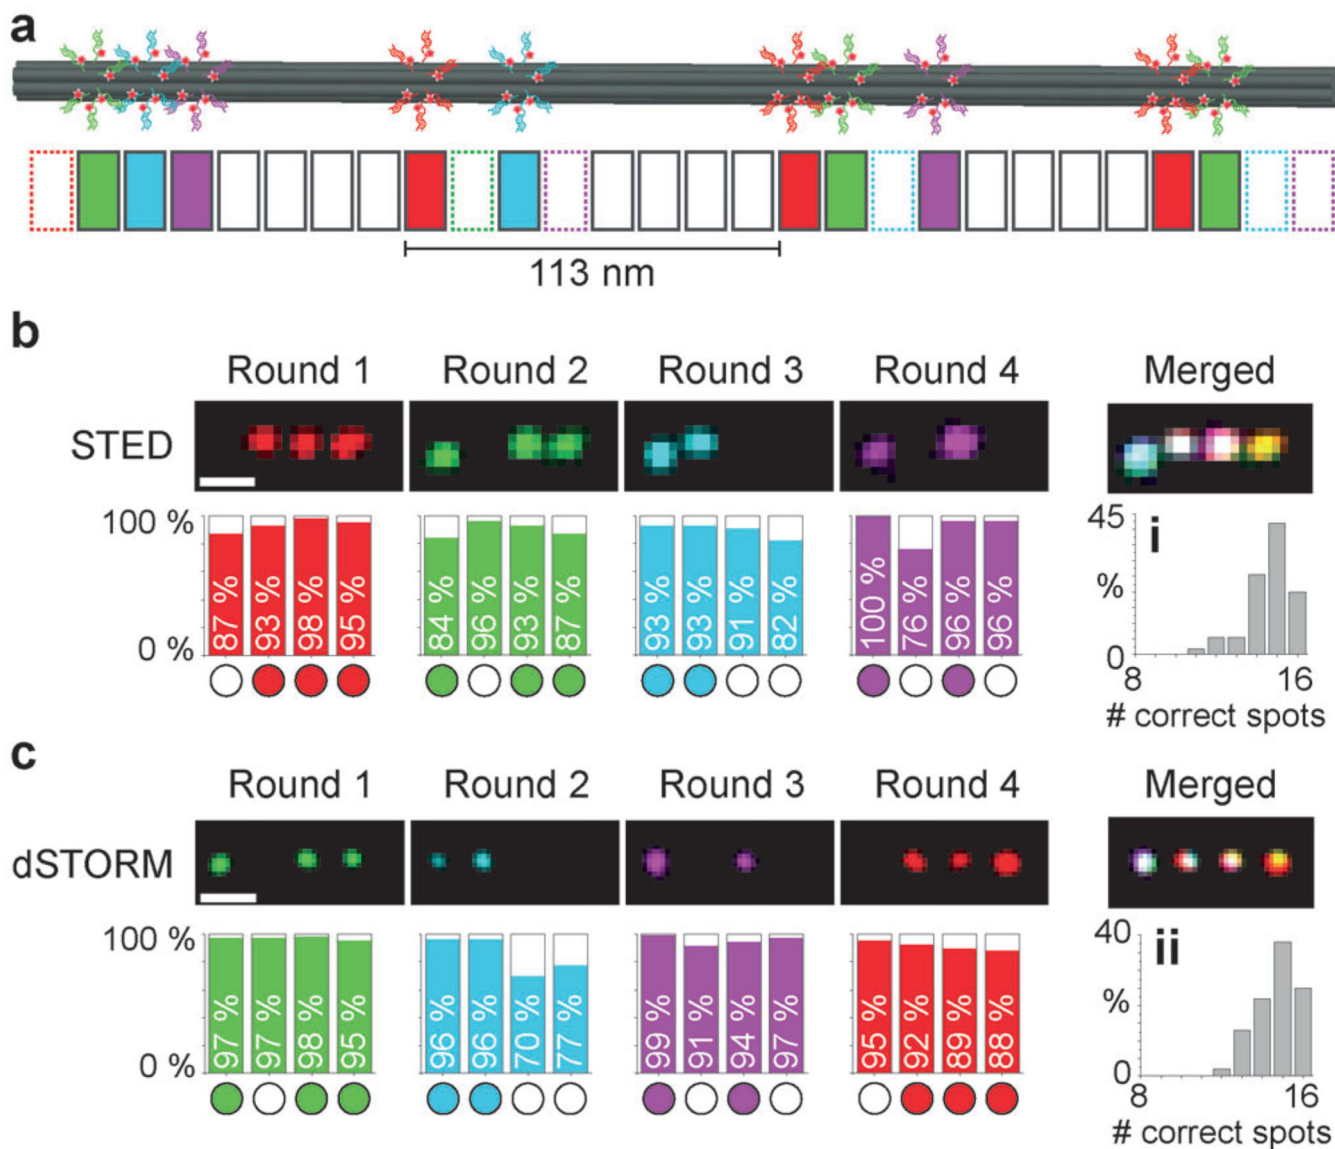 a
113 nm
b
Round 1 Round 2 Round 3 Round 4 Merged
STED
100 %
0 %
87 % 93 % 98 % 95 %
84 % 96 % 93 % 87 %
93 % 93 % 91 % 82 %
100 % 76 % 96 % 96 %
45
i
%
0
8 16
# correct spots
c
Round 1 Round 2 Round 3 Round 4 Merged
dSTORM
100 %
0 %
97 % 97 % 98 % 95 %
96 % 96 % 70 % 77 %
99 % 91 % 94 % 97 %
95 % 92 % 89 % 88 %
40
ii
%
0
8 16
# correct spots